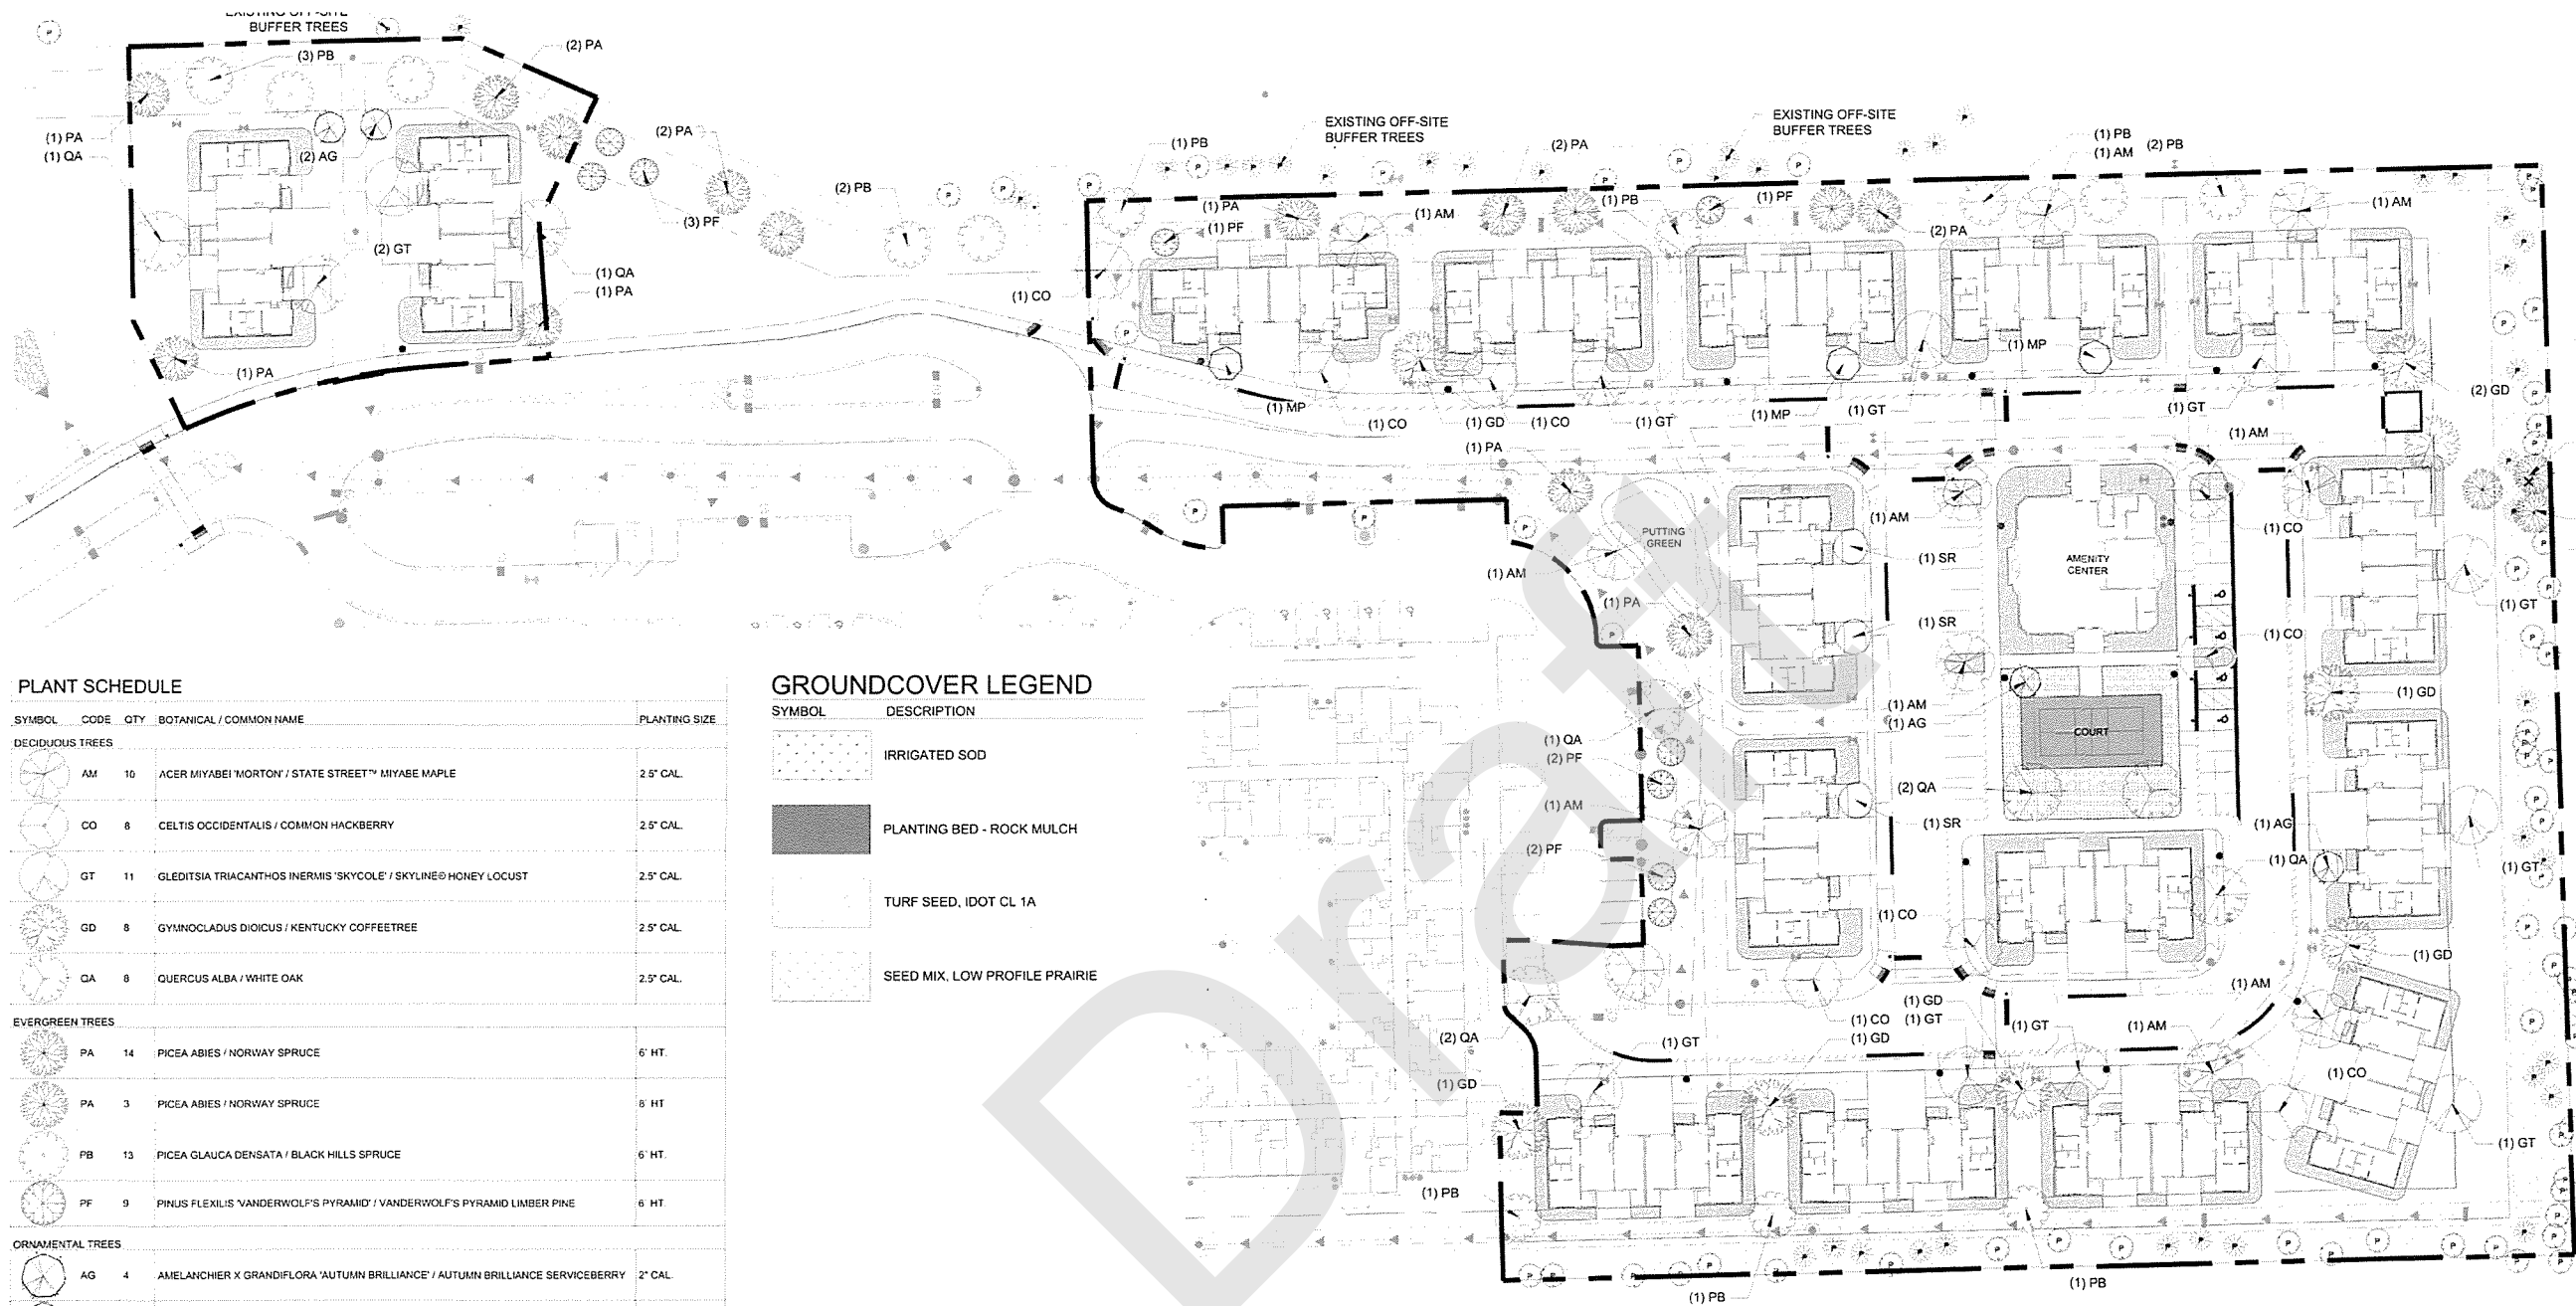 BUFFER TREES
(3) PB
(2) PA
(1) PA
(1) QA
(2) AG
(2) GT
(1) QA
(1) PA
(1) PA
(2) PA
(3) PF
(2) PB
(1) CO
(1) PB
EXISTING OFF-SITE
BUFFER TREES
(2) PA
EXISTING OFF-SITE
BUFFER TREES
(1) PB
(1) AM
(2) PB
(1) PA
(1) PF
(1) AM
(1) PB
(1) PF
(2) PA
(1) AM
(1) MP
(1) MP
(1) CO
(1) GD
(1) CO
(1) GT
(1) MP
(1) GT
(1) GT
(2) GD
(1) PA
(1) AM
PUTTING
GREEN
(1) AM
(1) AM
(1) SR
AMENITY
CENTER
(1) CO
(1) PA
(1) SR
(1) CO
(1) GT
(1) GD
(1) AM
(1) AG
COURT
(1) QA
(2) PF
(2) QA
(1) AM
(1) SR
(1) AG
(2) PF
(1) QA
(1) GT
(1) CO
(1) GD
(1) AM
(1) GD
(1) GT
(1) CO
(1) GD
(1) GT
(1) AM
(2) QA
(1) GT
(1) GD
(1) CO
(1) GT
(1) PB
(1) PB
(1) PB
PLANT SCHEDULE
SYMBOL CODE QTY BOTANICAL / COMMON NAME PLANTING SIZE
DECIDUOUS TREES
AM 10 ACER MIYABEI 'MORTON' / STATE STREET™ MIYABE MAPLE 2.5" CAL.
CO 8 CELTIS OCCIDENTALIS / COMMON HACKBERRY 2.5" CAL.
GT 11 GLEDITSIA TRIACANTHOS INERMIS 'SKYCOLE' / SKYLINE® HONEY LOCUST 2.5" CAL.
GD 8 GYMNOCLADUS DIOICUS / KENTUCKY COFFEETREE 2.5" CAL.
QA 8 QUERCUS ALBA / WHITE OAK 2.5" CAL.
EVERGREEN TREES
PA 14 PICEA ABIES / NORWAY SPRUCE 6' HT.
PA 3 PICEA ABIES / NORWAY SPRUCE 8' HT
PB 13 PICEA GLAUCA DENSATA / BLACK HILLS SPRUCE 6' HT.
PF 9 PINUS FLEXILIS 'VANDERWOLF'S PYRAMID' / VANDERWOLF'S PYRAMID LIMBER PINE 6' HT.
ORNAMENTAL TREES
AG 4 AMELANCHIER X GRANDIFLORA 'AUTUMN BRILLIANCE' / AUTUMN BRILLIANCE SERVICEBERRY 2" CAL.
GROUNDCOVER LEGEND
SYMBOL DESCRIPTION
IRRIGATED SOD
PLANTING BED - ROCK MULCH
TURF SEED, IDOT CL 1A
SEED MIX, LOW PROFILE PRAIRIE
Draft